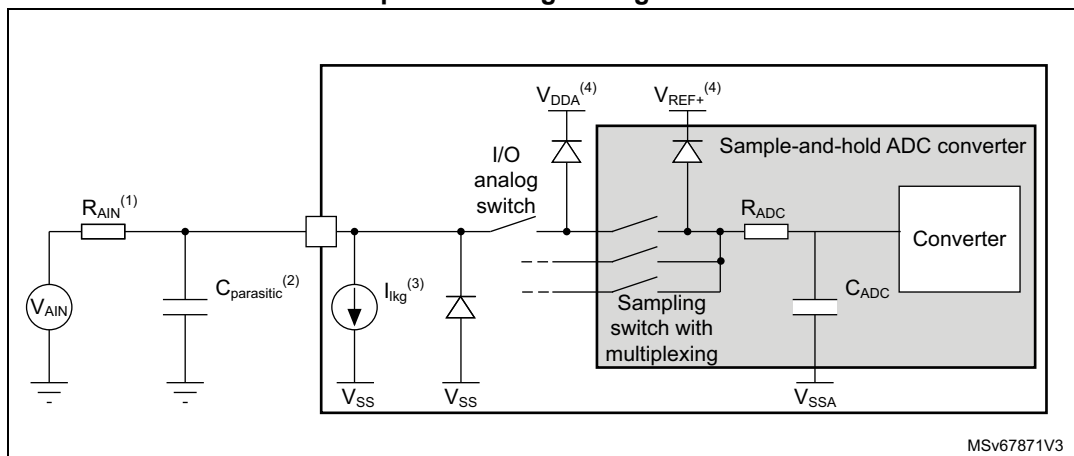 V_DDA^(4)
V_REF+^(4)
Sample-and-hold ADC converter
I/O
analog
switch
R_AIN^(1)
R_ADC
Converter
V_AIN
C_parasitic^(2)
I_lkg^(3)
C_ADC
Sampling
switch with
multiplexing
V_SS
V_SS
V_SSA
MSv67871V3